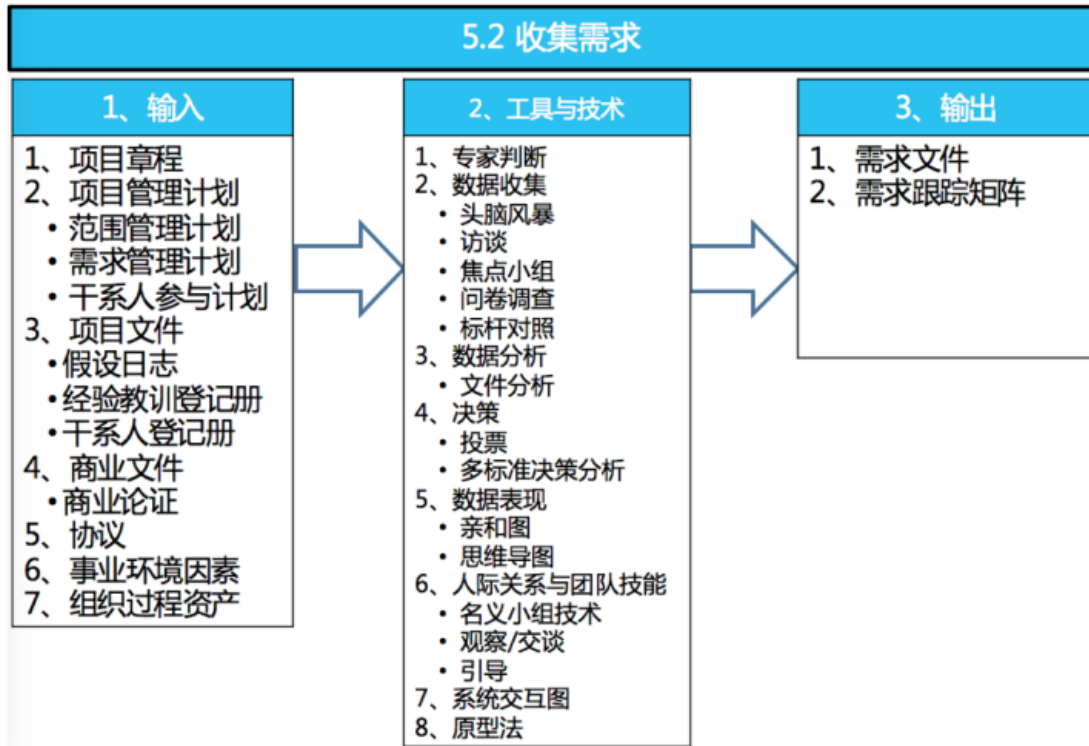 5.2 收集需求
1、输入
1、项目章程
2、项目管理计划
• 范围管理计划
• 需求管理计划
• 干系人参与计划
3、项目文件
•假设日志
•经验教训登记册
•干系人登记册
4、商业文件
•商业论证
5、协议
6、事业环境因素
7、组织过程资产
2、工具与技术
1、专家判断
2、数据收集
• 头脑风暴
• 访谈
• 焦点小组
• 问卷调查
• 标杆对照
3、数据分析
• 文件分析
4、决策
• 投票
• 多标准决策分析
5、数据表现
• 亲和图
• 思维导图
6、人际关系与团队技能
• 名义小组技术
• 观察/交谈
• 引导
7、系统交互图
8、原型法
3、输出
1、需求文件
2、需求跟踪矩阵